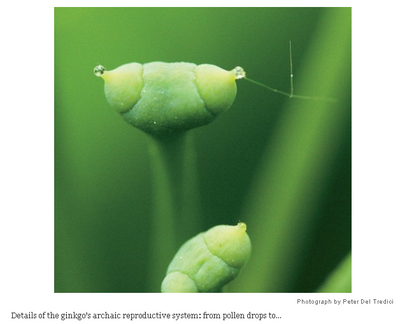 Photograph by Peter Del Tredici
Details of the ginkgo's archaic reproductive system: from pollen drops to...